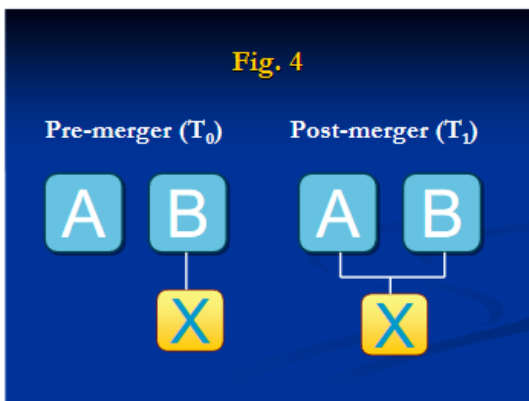 Fig. 4
Pre-merger (T₀) Post-merger (T₁)
A B A B
X X